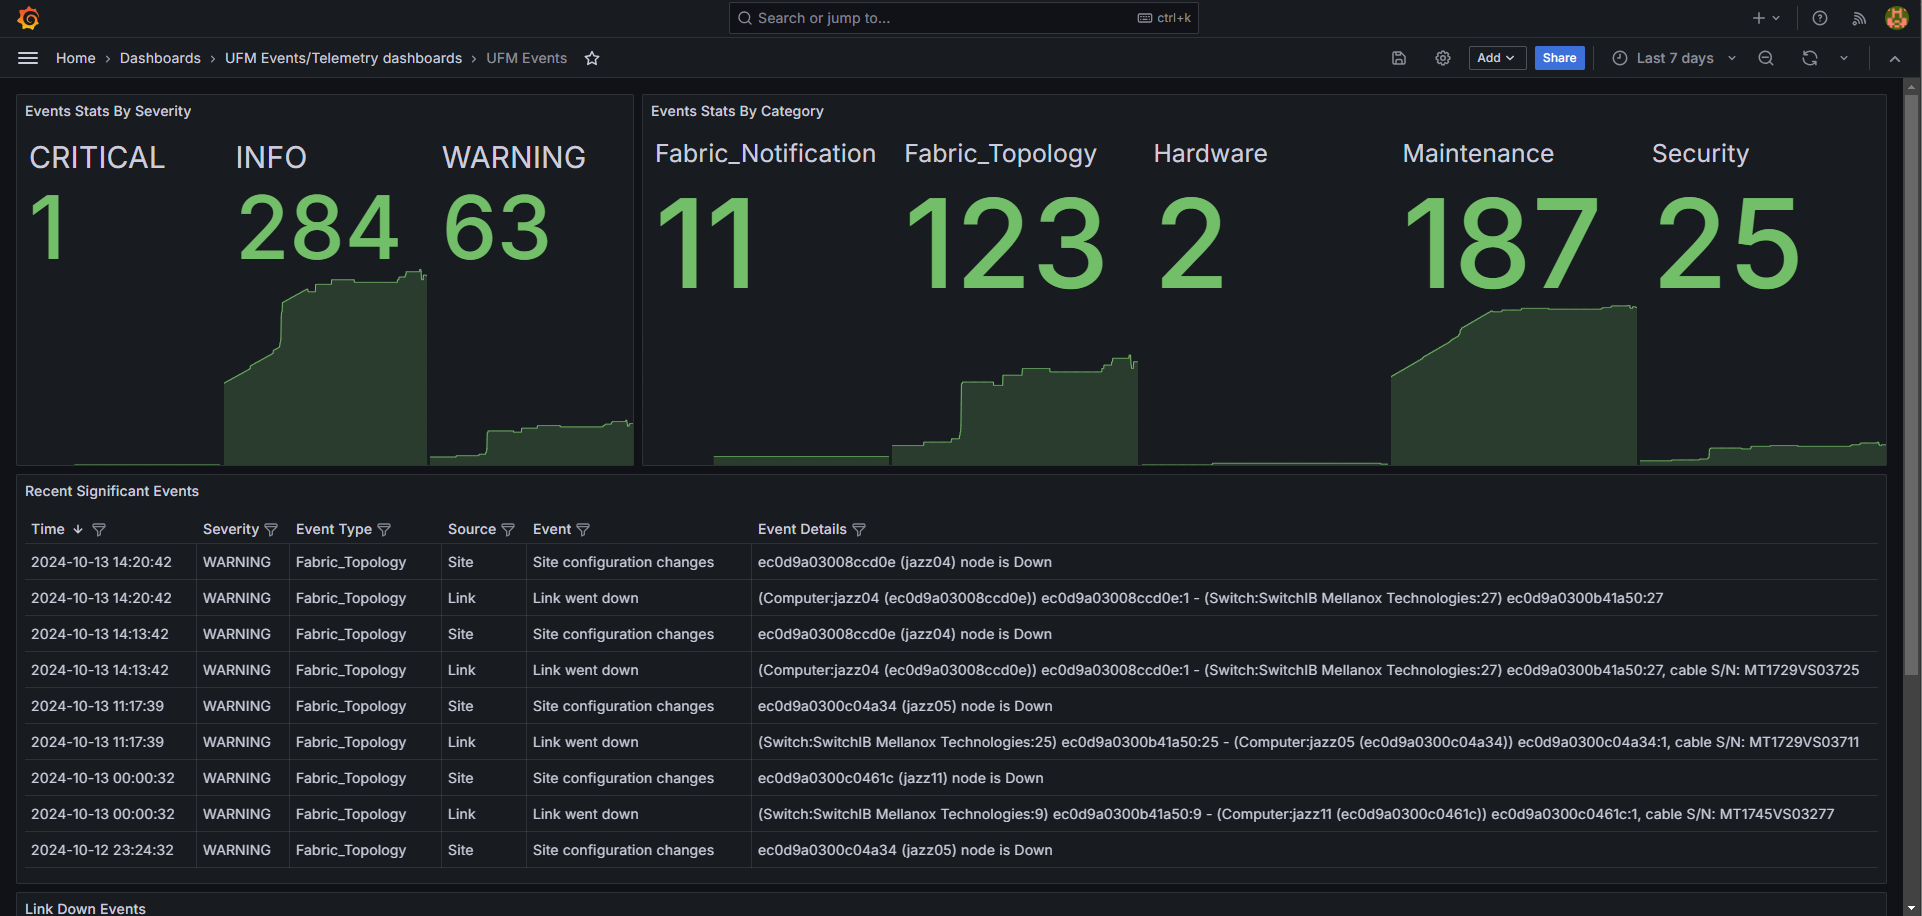 Search or jump to... ctrl+k
Home › Dashboards › UFM Events/Telemetry dashboards › UFM Events
Add Share Last 7 days
Events Stats By Severity
CRITICAL INFO WARNING
1 284 63
Events Stats By Category
Fabric_Notification Fabric_Topology Hardware Maintenance Security
11 123 2 187 25
Recent Significant Events
Time Severity Event Type Source Event Event Details
2024-10-13 14:20:42 WARNING Fabric_Topology Site Site configuration changes ec0d9a03008ccd0e (jazz04) node is Down
2024-10-13 14:20:42 WARNING Fabric_Topology Link Link went down (Computer:jazz04 (ec0d9a03008ccd0e)) ec0d9a03008ccd0e:1 - (Switch:SwitchIB Mellanox Technologies:27) ec0d9a0300b41a50:27
2024-10-13 14:13:42 WARNING Fabric_Topology Site Site configuration changes ec0d9a03008ccd0e (jazz04) node is Down
2024-10-13 14:13:42 WARNING Fabric_Topology Link Link went down (Computer:jazz04 (ec0d9a03008ccd0e)) ec0d9a03008ccd0e:1 - (Switch:SwitchIB Mellanox Technologies:27) ec0d9a0300b41a50:27, cable S/N: MT1729VS03725
2024-10-13 11:17:39 WARNING Fabric_Topology Site Site configuration changes ec0d9a0300c04a34 (jazz05) node is Down
2024-10-13 11:17:39 WARNING Fabric_Topology Link Link went down (Switch:SwitchIB Mellanox Technologies:25) ec0d9a0300b41a50:25 - (Computer:jazz05 (ec0d9a0300c04a34)) ec0d9a0300c04a34:1, cable S/N: MT1729VS03711
2024-10-13 00:00:32 WARNING Fabric_Topology Site Site configuration changes ec0d9a0300c0461c (jazz11) node is Down
2024-10-13 00:00:32 WARNING Fabric_Topology Link Link went down (Switch:SwitchIB Mellanox Technologies:9) ec0d9a0300b41a50:9 - (Computer:jazz11 (ec0d9a0300c0461c)) ec0d9a0300c0461c:1, cable S/N: MT1745VS03277
2024-10-12 23:24:32 WARNING Fabric_Topology Site Site configuration changes ec0d9a0300c04a34 (jazz05) node is Down
Link Down Events